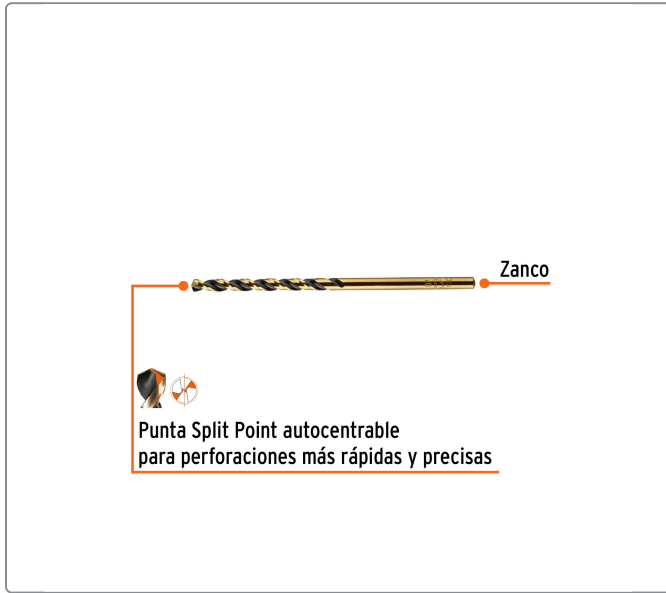 Zanco
Punta Split Point autocentrable
para perforaciones más rápidas y precisas